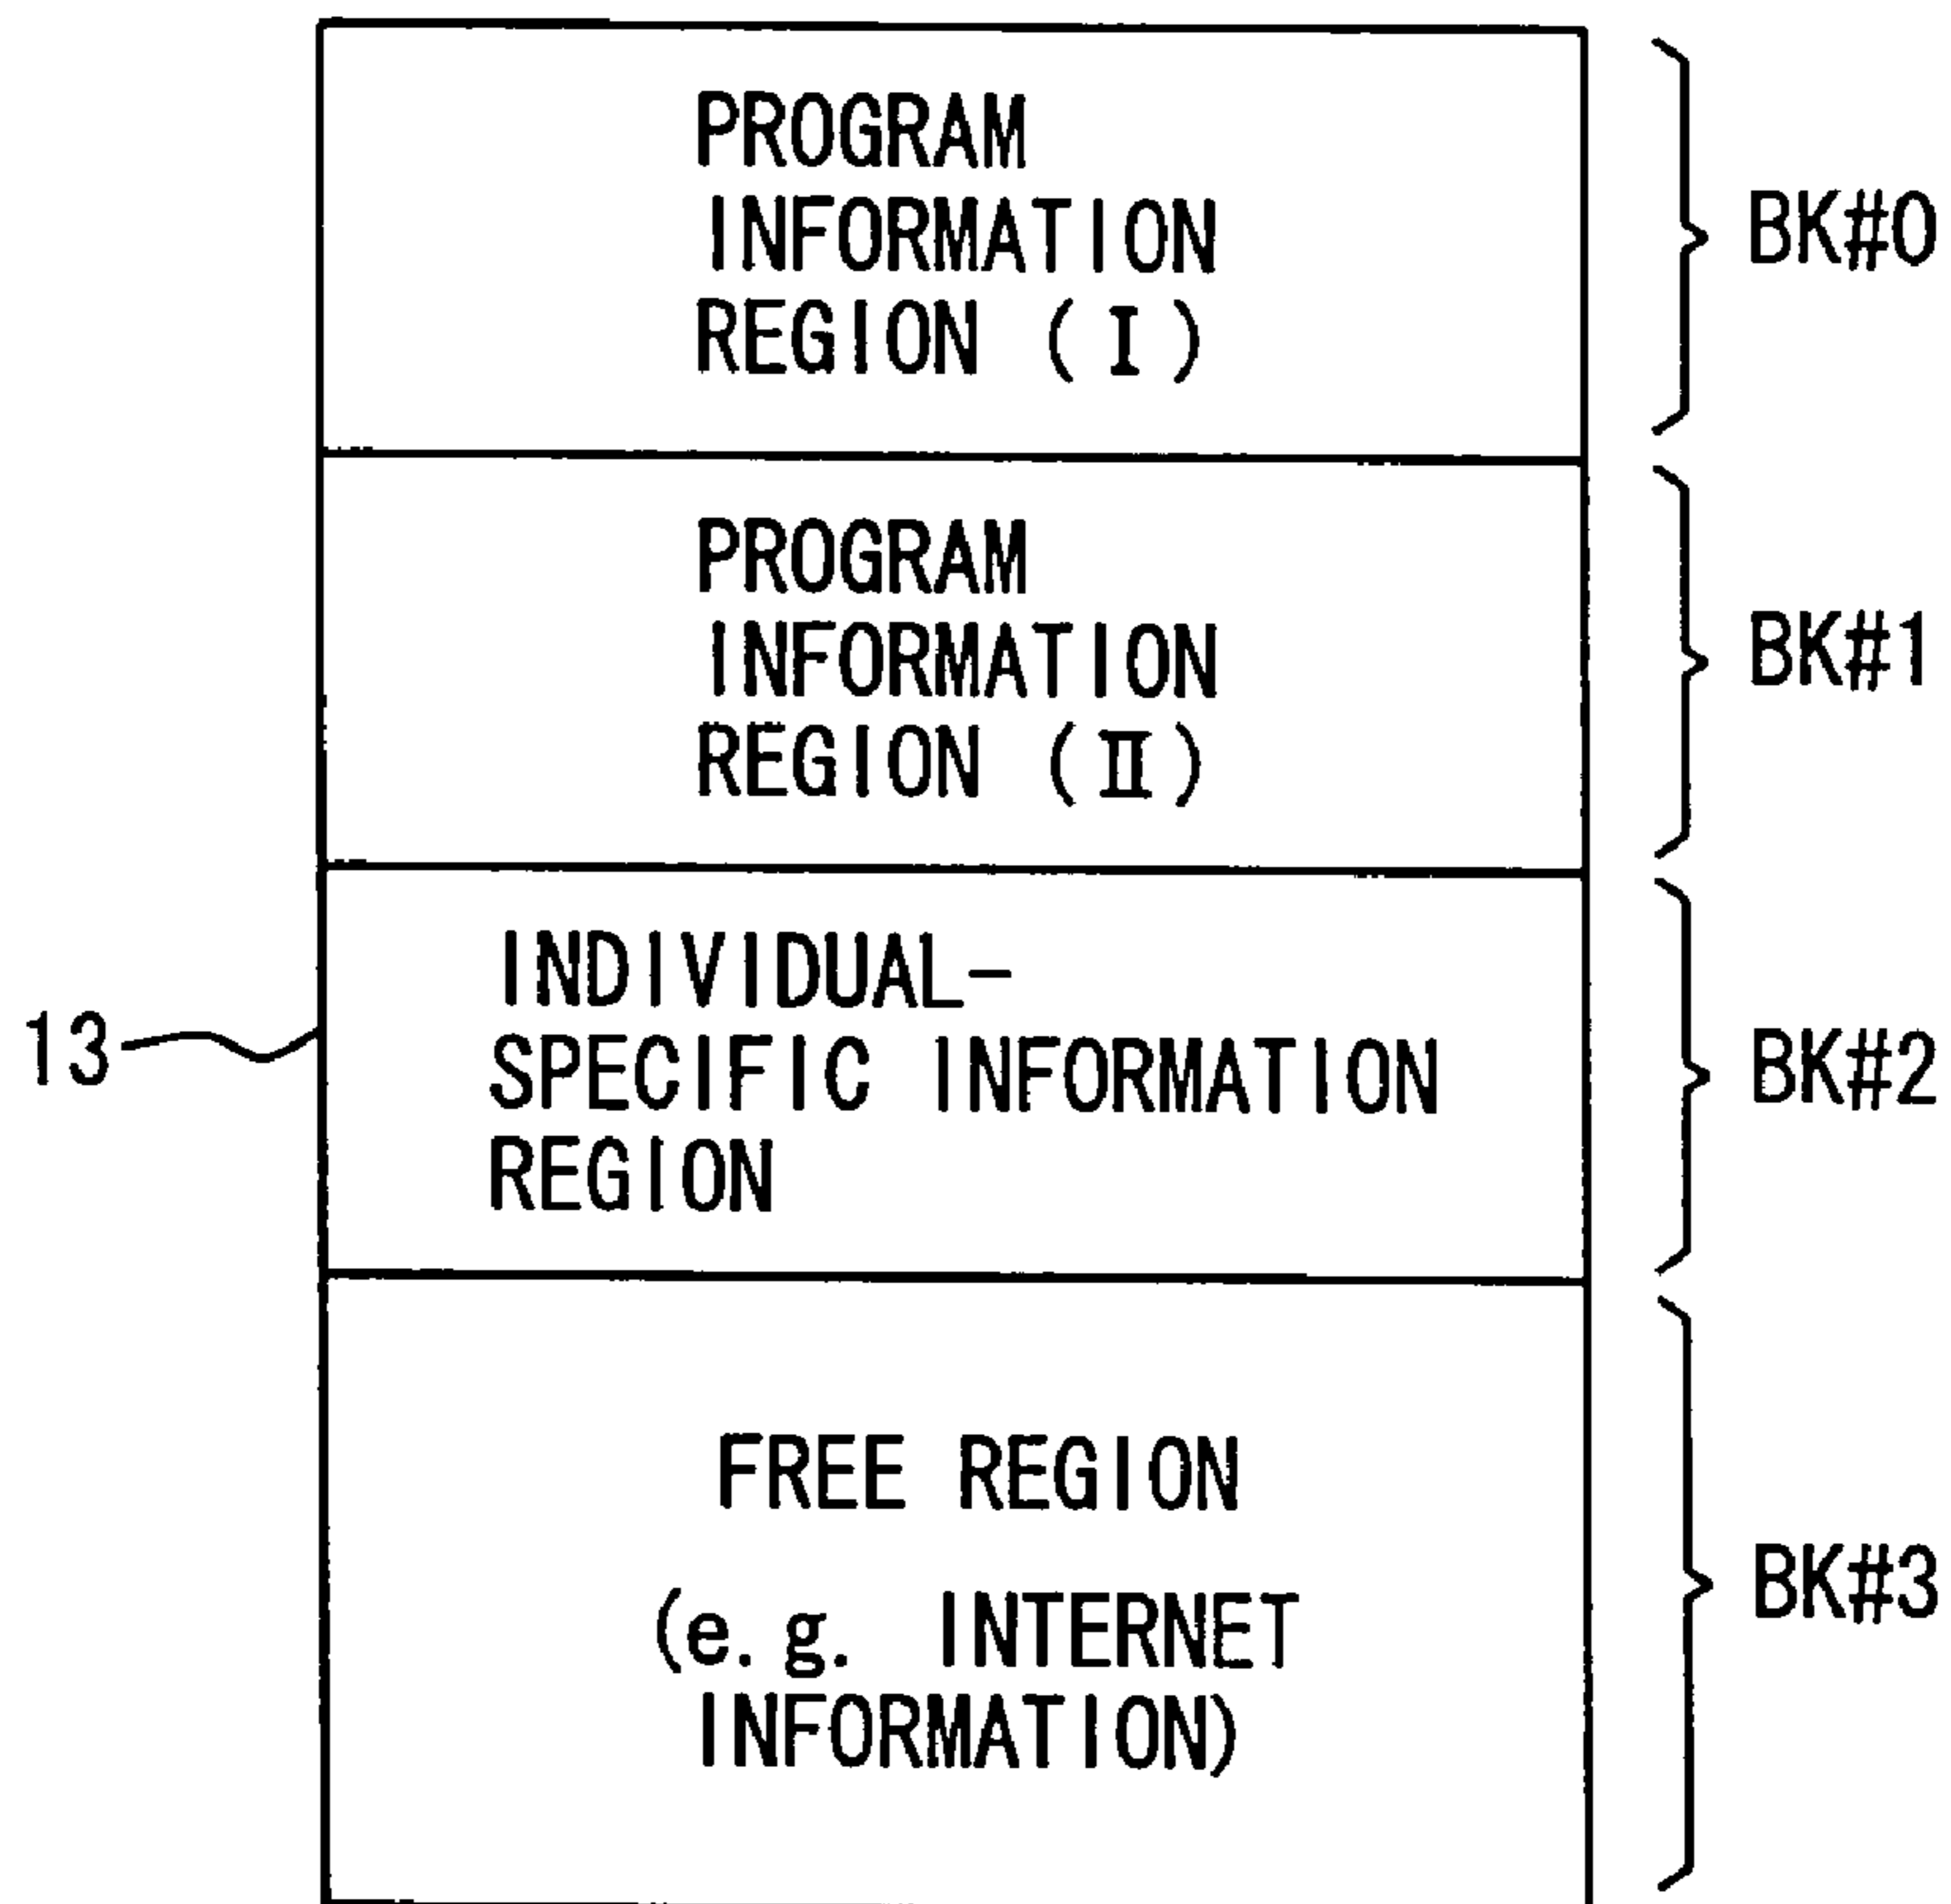 PROGRAM
INFORMATION
REGION (I)
BK#0
PROGRAM
INFORMATION
REGION (II)
BK#1
INDIVIDUAL-
SPECIFIC INFORMATION
REGION
13
BK#2
FREE REGION
(e.g. INTERNET
INFORMATION)
BK#3